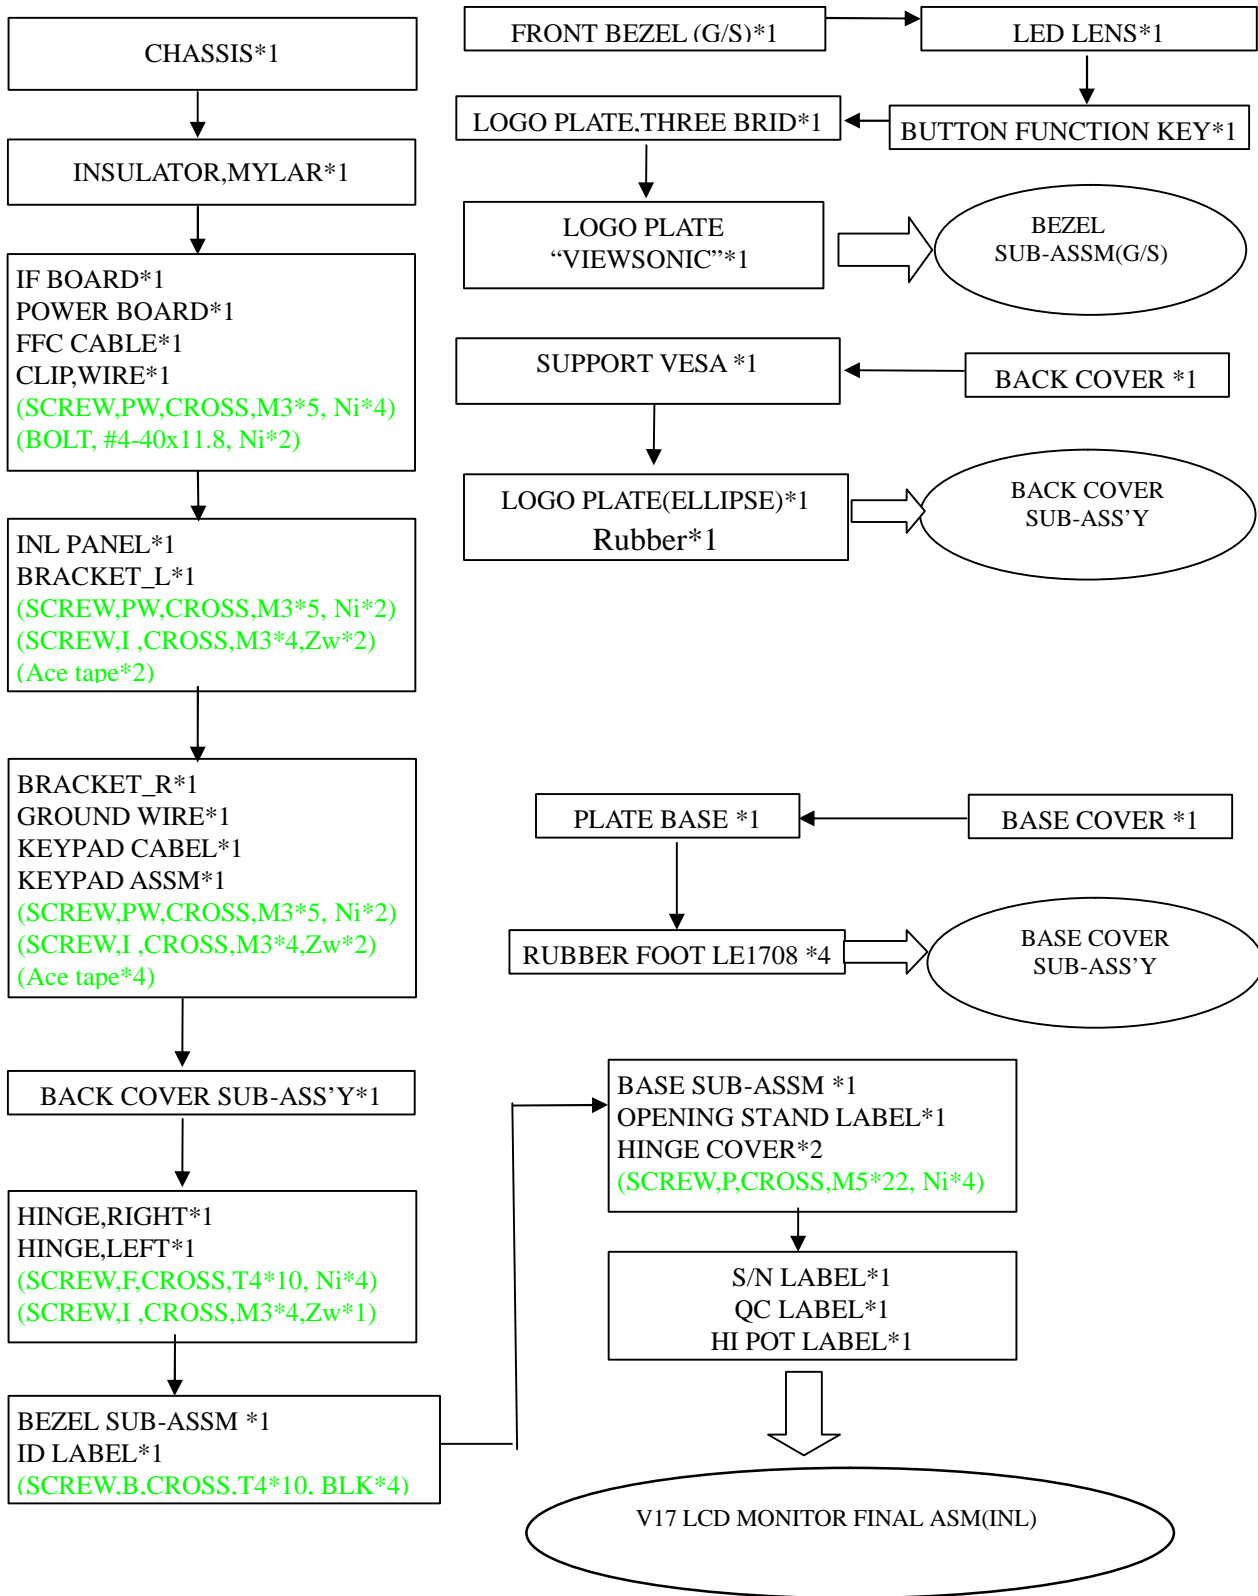 CHASSIS*1
INSULATOR,MYLAR*1
IF BOARD*1
POWER BOARD*1
FFC CABLE*1
CLIP,WIRE*1
(SCREW,PW,CROSS,M3*5, Ni*4)
(BOLT, #4-40x11.8, Ni*2)
INL PANEL*1
BRACKET_L*1
(SCREW,PW,CROSS,M3*5, Ni*2)
(SCREW,I ,CROSS,M3*4,Zw*2)
(Ace tape*2)
BRACKET_R*1
GROUND WIRE*1
KEYPAD CABEL*1
KEYPAD ASSM*1
(SCREW,PW,CROSS,M3*5, Ni*2)
(SCREW,I ,CROSS,M3*4,Zw*2)
(Ace tape*4)
BACK COVER SUB-ASS’Y*1
HINGE,RIGHT*1
HINGE,LEFT*1
(SCREW,F,CROSS,T4*10, Ni*4)
(SCREW,I ,CROSS,M3*4,Zw*1)
BEZEL SUB-ASSM *1
ID LABEL*1
(SCREW,B,CROSS,T4*10, BLK*4)
FRONT BEZEL (G/S)*1
LED LENS*1
LOGO PLATE,THREE BRID*1
BUTTON FUNCTION KEY*1
LOGO PLATE
“VIEWSONIC”*1
BEZEL
SUB-ASSM(G/S)
SUPPORT VESA *1
BACK COVER *1
LOGO PLATE(ELLIPSE)*1
Rubber*1
BACK COVER
SUB-ASS’Y
PLATE BASE *1
BASE COVER *1
RUBBER FOOT LE1708 *4
BASE COVER
SUB-ASS’Y
BASE SUB-ASSM *1
OPENING STAND LABEL*1
HINGE COVER*2
(SCREW,P,CROSS,M5*22, Ni*4)
S/N LABEL*1
QC LABEL*1
HI POT LABEL*1
V17 LCD MONITOR FINAL ASM(INL)